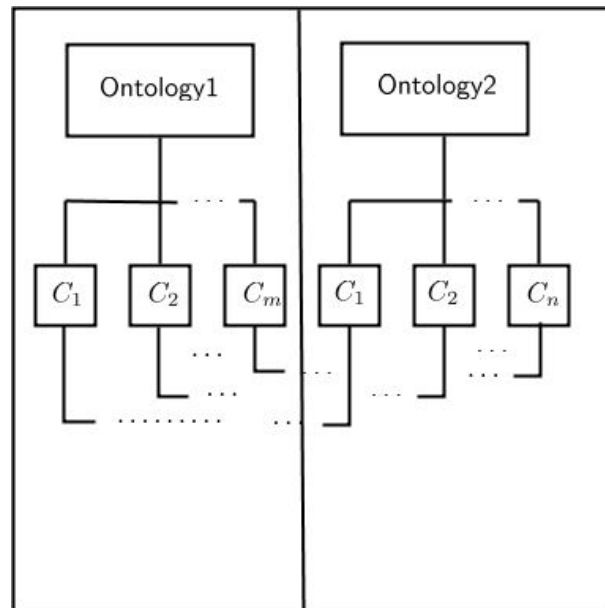 Ontology1 Ontology2
...... ......
C₁ C₂ Cₘ C₁ C₂ Cₙ
... ...
... ...
... ...
......... ...